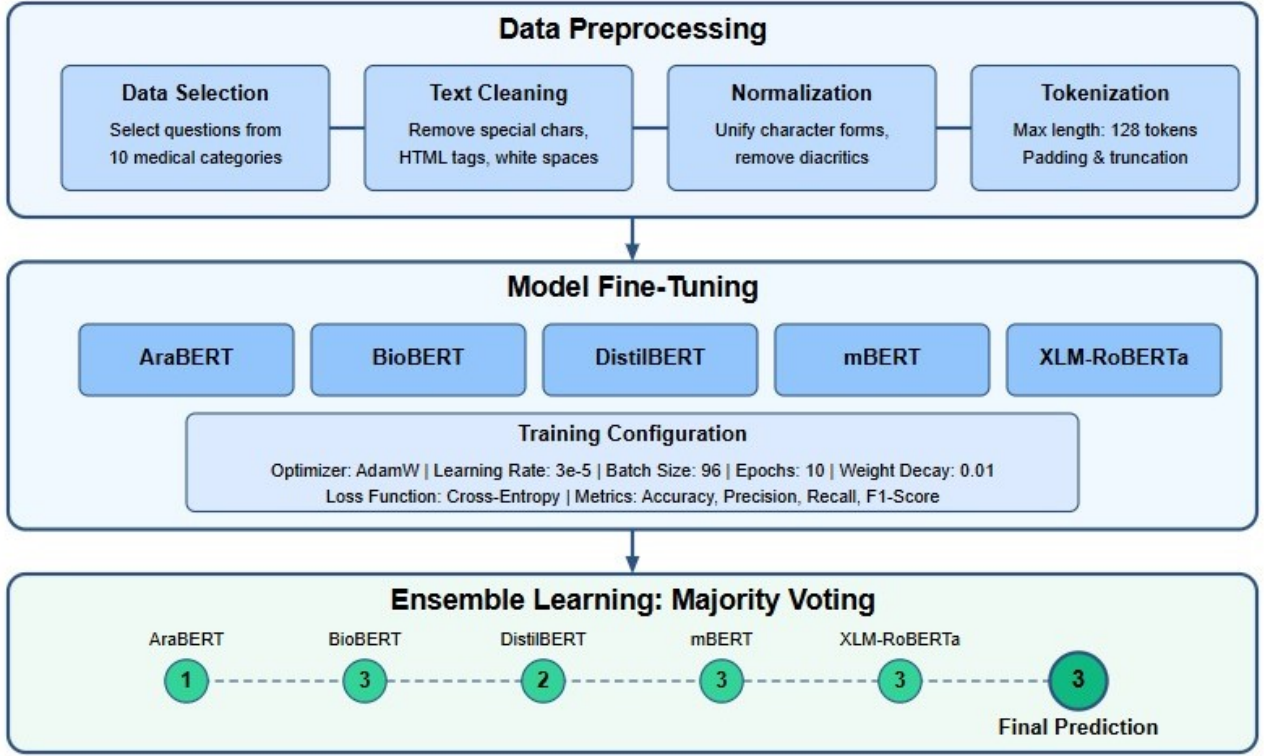 Data Preprocessing
Data Selection
Select questions from
10 medical categories
Text Cleaning
Remove special chars,
HTML tags, white spaces
Normalization
Unify character forms,
remove diacritics
Tokenization
Max length: 128 tokens
Padding & truncation
Model Fine-Tuning
AraBERT
BioBERT
DistilBERT
mBERT
XLM-RoBERTa
Training Configuration
Optimizer: AdamW | Learning Rate: 3e-5 | Batch Size: 96 | Epochs: 10 | Weight Decay: 0.01
Loss Function: Cross-Entropy | Metrics: Accuracy, Precision, Recall, F1-Score
Ensemble Learning: Majority Voting
AraBERT
1
BioBERT
3
DistilBERT
2
mBERT
3
XLM-RoBERTa
3
3
Final Prediction